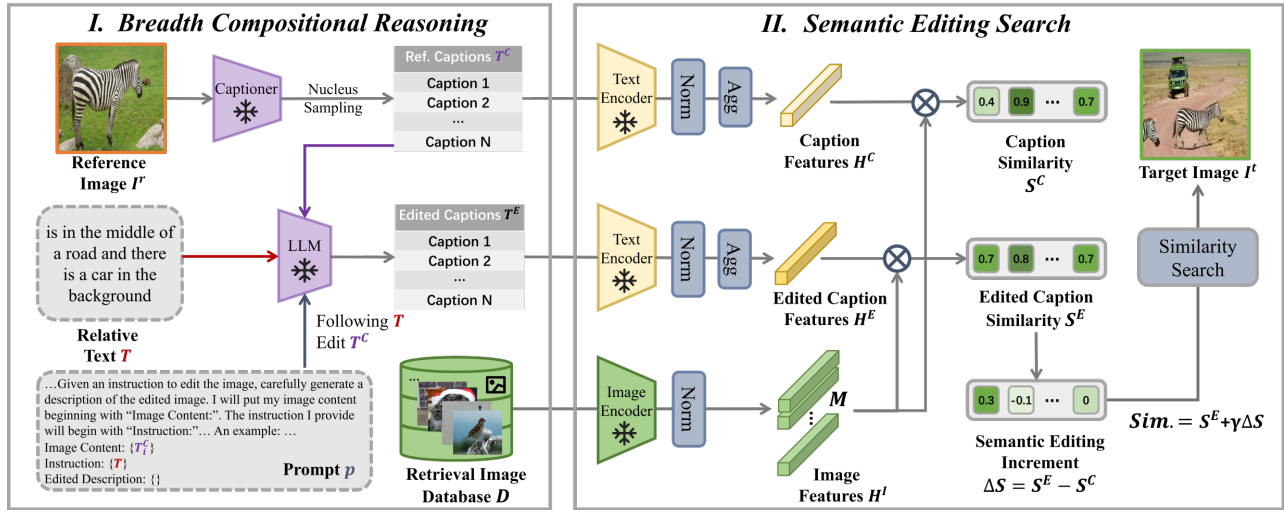 I. Breadth Compositional Reasoning
Captioner
Nucleus
Sampling
Reference
Image I^r
Ref. Captions T^C
Caption 1
Caption 2
...
Caption N
is in the middle of
a road and there
is a car in the
background
Relative
Text T
LLM
Edited Captions T^E
Caption 1
Caption 2
...
Caption N
Following T
Edit T^C
…Given an instruction to edit the image, carefully generate a
description of the edited image. I will put my image content
beginning with “Image Content:”. The instruction I provide
will begin with “Instruction:”… An example: …
Image Content: {T_i^C}
Instruction: {T}
Edited Description: {}
Prompt p
...
Retrieval Image
Database D
II. Semantic Editing Search
Text
Encoder
Norm
Agg
Caption
Features H^C
0.4 0.9 ... 0.7
Caption
Similarity
S^C
Text
Encoder
Norm
Agg
Edited Caption
Features H^E
0.7 0.8 ... 0.7
Edited Caption
Similarity S^E
Image
Encoder
Norm
M
...
Image
Features H^I
0.3 -0.1 ... 0
Semantic Editing
Increment
ΔS = S^E − S^C
Target Image I^t
Similarity
Search
Sim. = S^E+γΔS